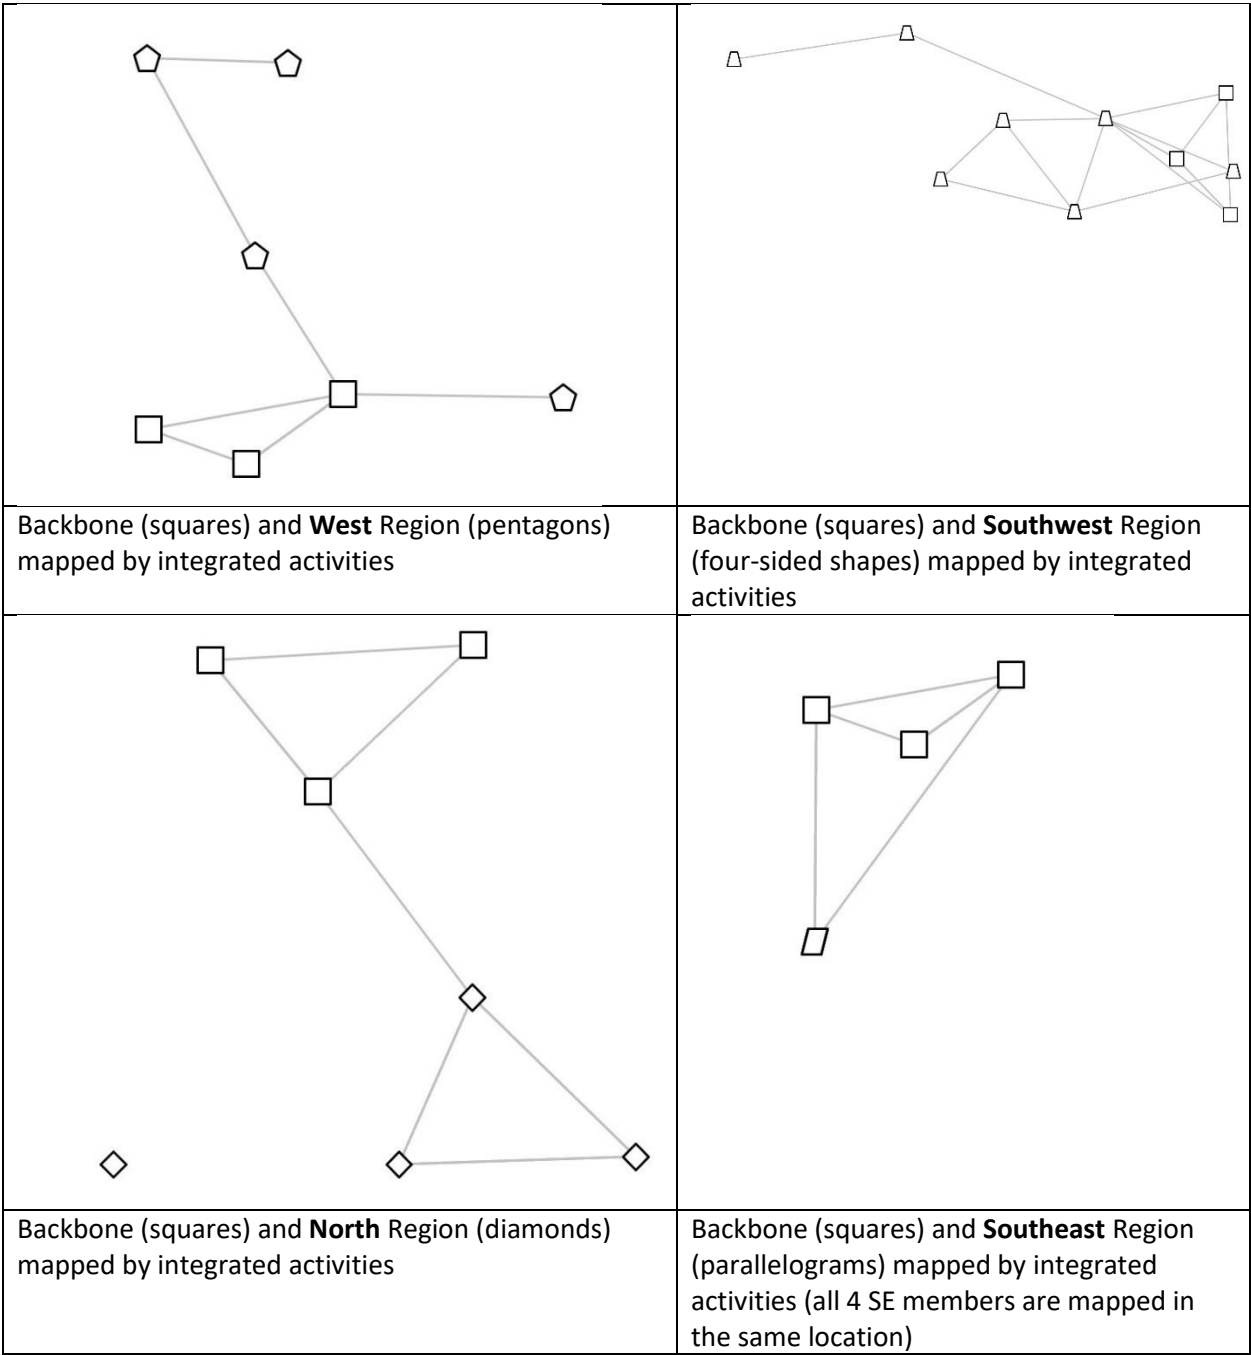 Backbone (squares) and West Region (pentagons)
mapped by integrated activities
Backbone (squares) and Southwest Region
(four-sided shapes) mapped by integrated
activities
Backbone (squares) and North Region (diamonds)
mapped by integrated activities
Backbone (squares) and Southeast Region
(parallelograms) mapped by integrated
activities (all 4 SE members are mapped in
the same location)